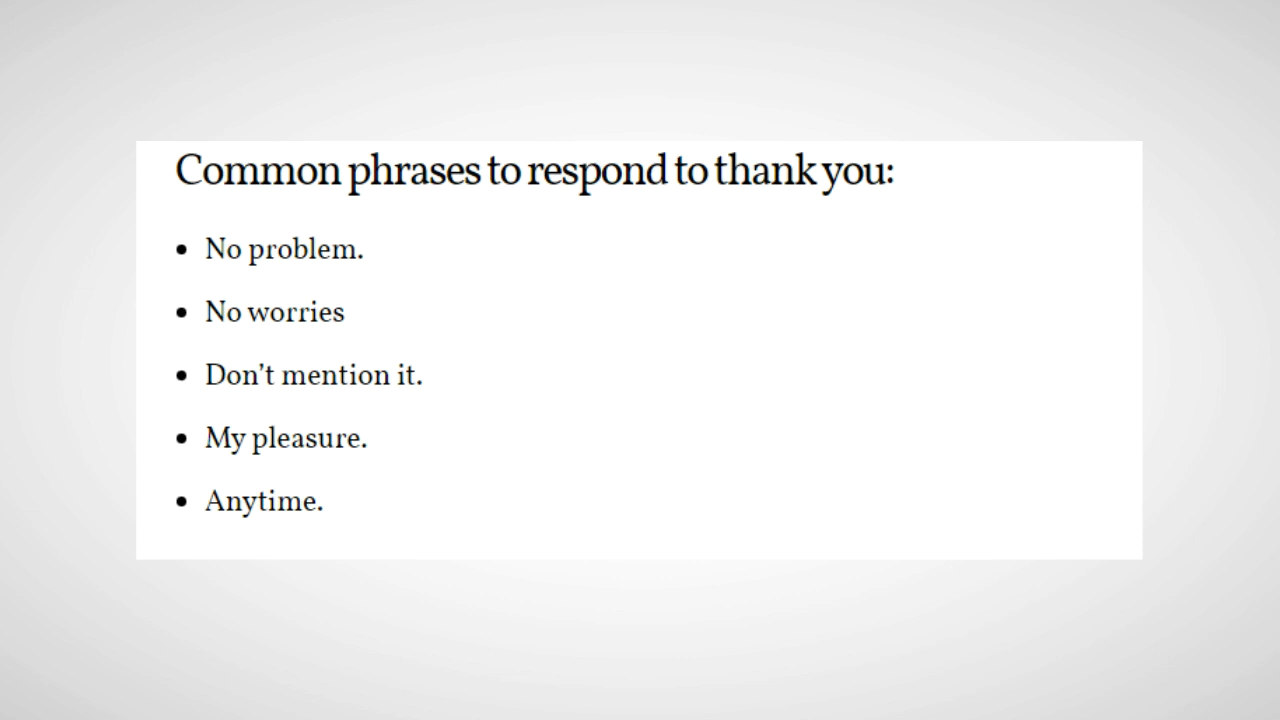 Common phrases to respond to thank you:
• No problem.
• No worries
• Don’t mention it.
• My pleasure.
• Anytime.